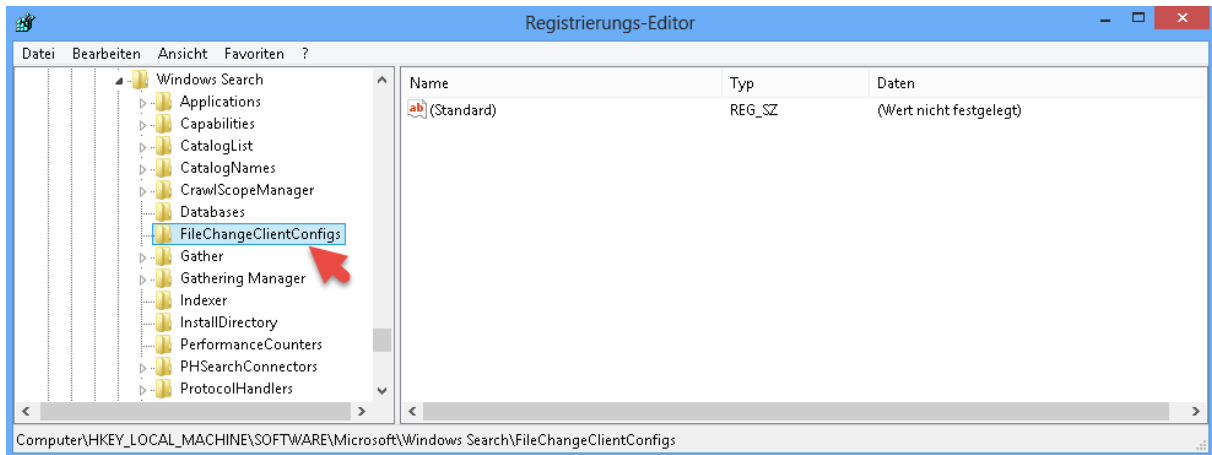 Registrierungs-Editor
Datei Bearbeiten Ansicht Favoriten ?
Windows Search
Applications
Capabilities
CatalogList
CatalogNames
CrawlScopeManager
Databases
FileChangeClientConfigs
Gather
Gathering Manager
Indexer
InstallDirectory
PerformanceCounters
PHSearchConnectors
ProtocolHandlers
Name Typ Daten
ab (Standard) REG_SZ (Wert nicht festgelegt)
Computer\HKEY_LOCAL_MACHINE\SOFTWARE\Microsoft\Windows Search\FileChangeClientConfigs